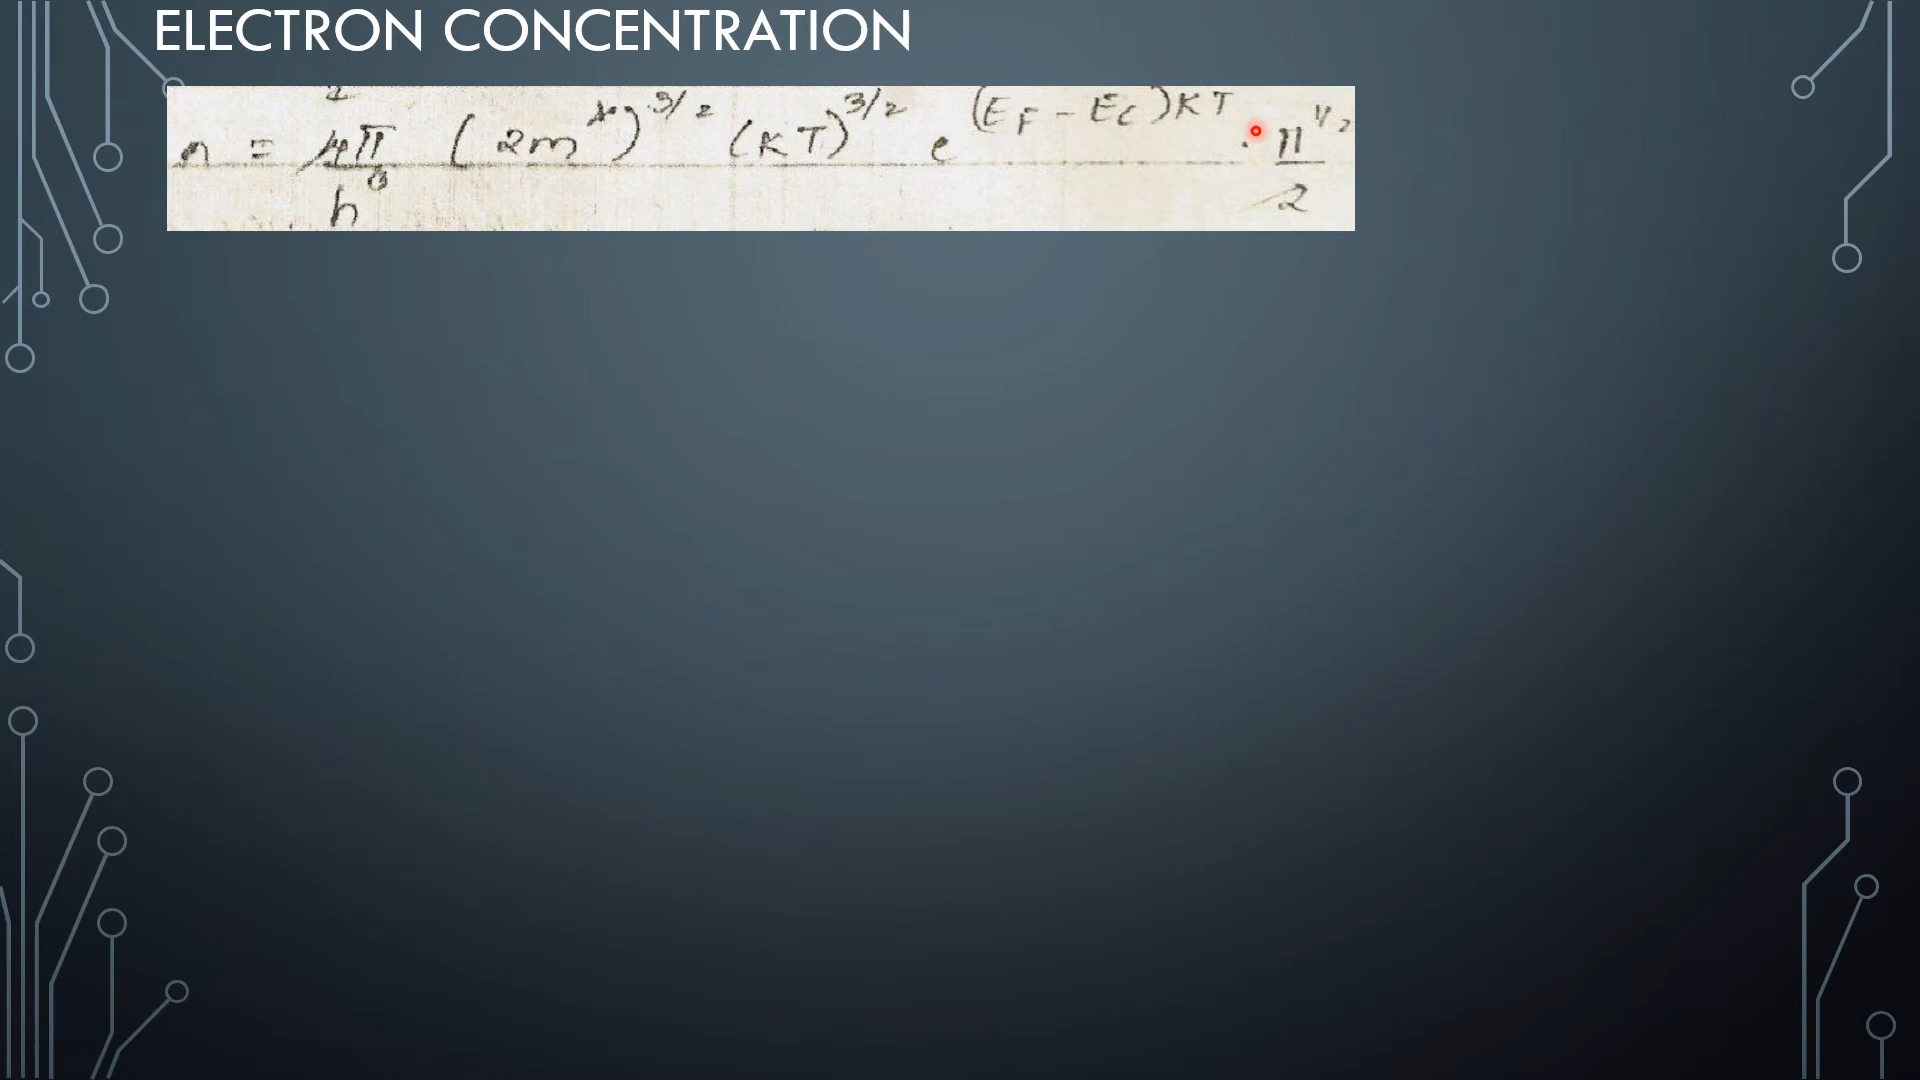 ELECTRON CONCENTRATION
n = 4π/h³ (2m*)^3/2 (KT)^3/2 e^(EF - Ec)KT · π^1/2 / 2